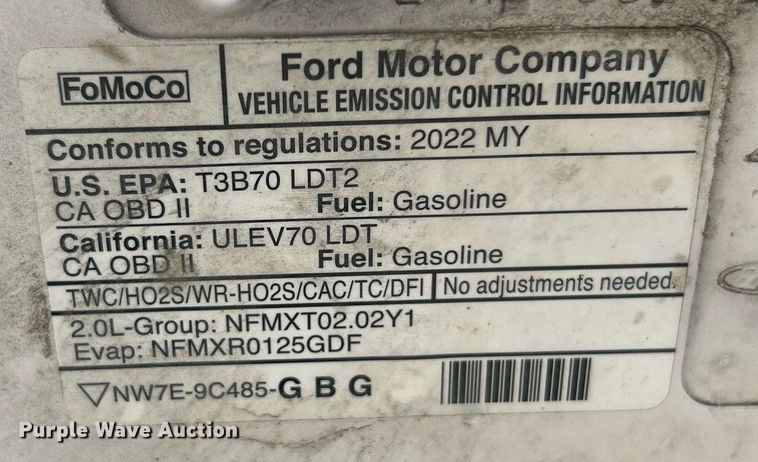 FoMoCo
Ford Motor Company
VEHICLE EMISSION CONTROL INFORMATION
Conforms to regulations: 2022 MY
U.S. EPA: T3B70 LDT2
CA OBD II Fuel: Gasoline
California: ULEV70 LDT
CA OBD II Fuel: Gasoline
TWC/HO2S/WR-HO2S/CAC/TC/DFI No adjustments needed.
2.0L-Group: NFMXT02.02Y1
Evap: NFMXR0125GDF
NW7E-9C485-G B G
Purple Wave Auction